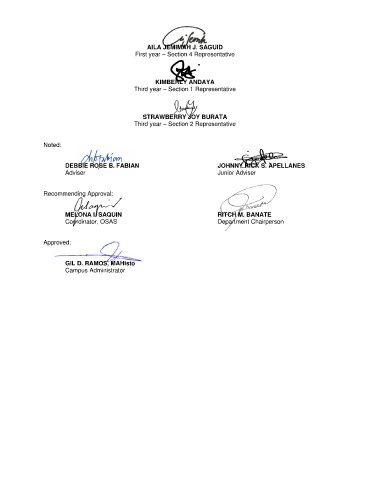 AILA JEMIMAH J. SAGUID
First year – Section 4 Representative
KIMBERLY ANDAYA
Third year – Section 1 Representative
STRAWBERRY JOY BURATA
Third year – Section 2 Representative
Noted:
DEBBIE ROSE B. FABIAN
JOHNNY RICK S. APELLANES
Adviser
Junior Adviser
Recommending Approval:
MELYONA I. SAQUIN
RITCH M. BANATE
Coordinator, OSAS
Department Chairperson
Approved:
GIL D. RAMOS, MAHisto
Campus Administrator